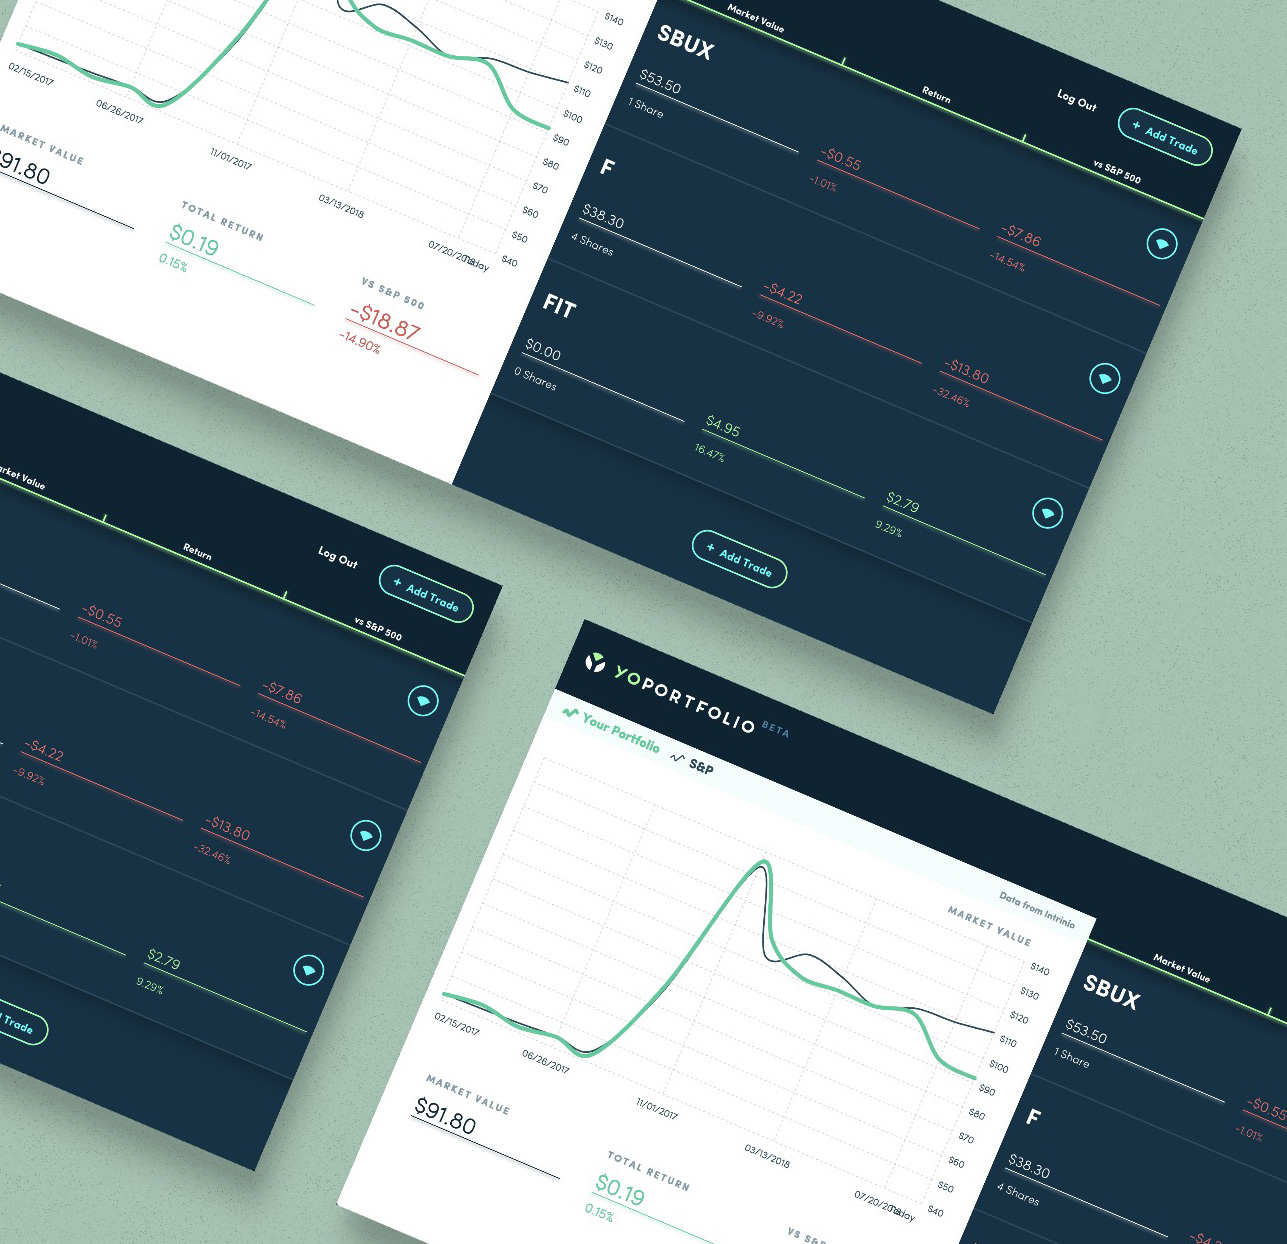 $140
$130
$120
$110
$100
$90
$80
$70
$60
$50
$40
02/15/2017
06/26/2017
11/01/2017
03/13/2018
Today
MARKET VALUE
$91.80
TOTAL RETURN
$0.19
0.15%
VS S&P 500
-$18.87
-14.90%
Market Value
Return
vs S&P 500
Log Out
+ Add Trade
SBUX
$53.50
1 Share
-$0.55
-1.01%
-$7.86
-14.54%
F
$38.30
4 Shares
-$4.22
-9.92%
-$13.80
-32.46%
FIT
$0.00
0 Shares
$4.95
16.47%
$2.79
9.29%
+ Add Trade
Market Value
Return
vs S&P 500
Log Out
+ Add Trade
-$0.55
-1.01%
-$7.86
-14.54%
-$4.22
-9.92%
-$13.80
-32.46%
$2.79
9.29%
Trade
YOPORTFOLIO BETA
Your Portfolio
S&P
Data from Intrinio
MARKET VALUE
$140
$130
$120
$110
$100
$90
$80
$70
$60
$50
$40
02/15/2017
06/26/2017
11/01/2017
03/13/2018
Today
MARKET VALUE
$91.80
TOTAL RETURN
$0.19
0.15%
VS S&P
Market Value
SBUX
$53.50
1 Share
-$0.55
-1.01%
F
$38.30
4 Shares